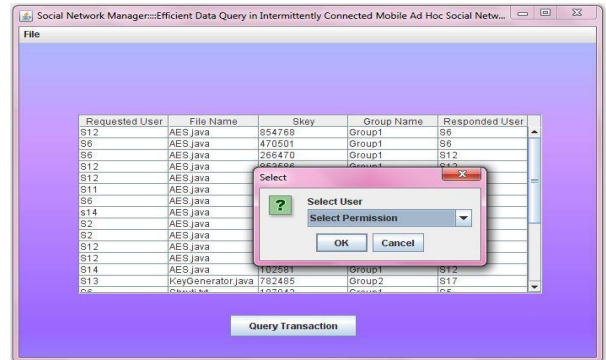 Social Network Manager::::Efficient Data Query in Intermittently Connected Mobile Ad Hoc Social Netw...
File
Requested User File Name Skey Group Name Responded User
S12 AES.java 854768 Group1 S6
S6 AES.java 470501 Group1 S6
S6 AES.java 266470 Group1 S12
S12 AES.java
S12 AES.java
S11 AES.java
S6 AES.java
s14 AES.java
S2 AES.java
S2 AES.java
S12 AES.java
S12 AES.java
S14 AES.java 102581 Group1 S12
S13 KeyGenerator.java 782485 Group2 S17
Select
Select User
Select Permission
OK Cancel
Query Transaction